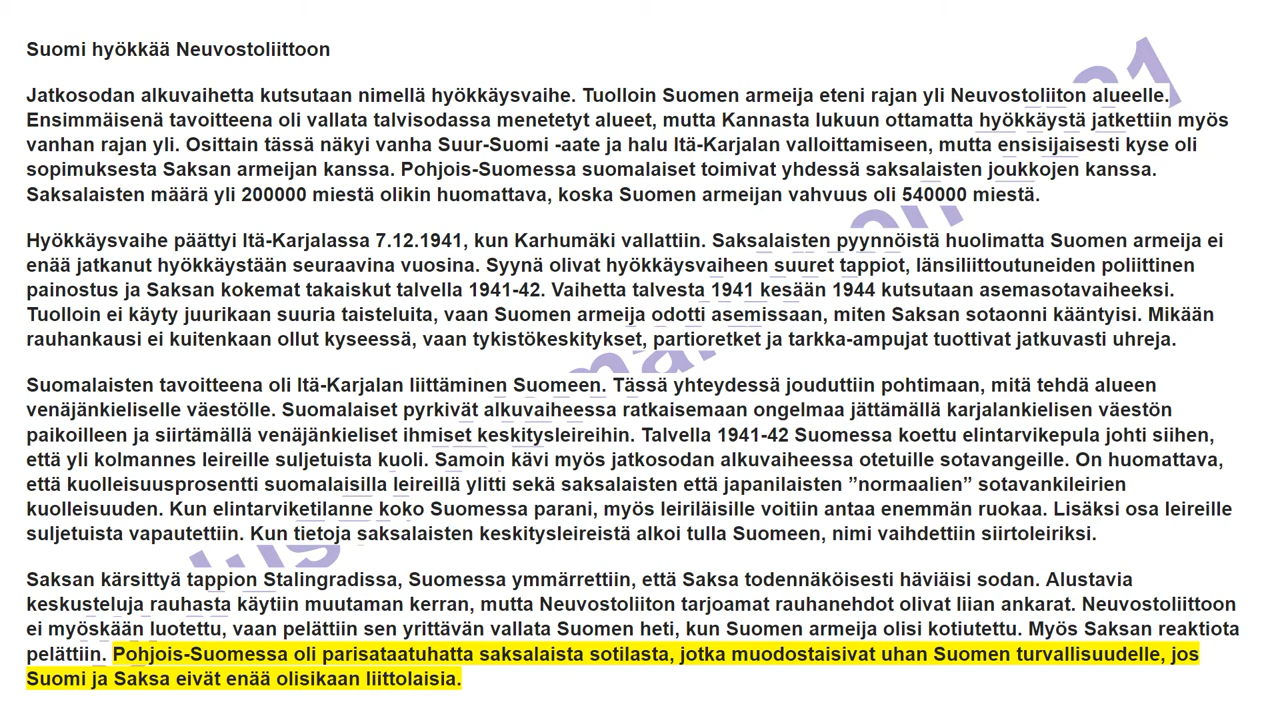 Suomi hyökkää Neuvostoliittoon
Jatkosodan alkuvaihetta kutsutaan nimellä hyökkäysvaihe. Tuolloin Suomen armeija eteni rajan yli Neuvostoliiton alueelle.
Ensimmäisenä tavoitteena oli vallata talvisodassa menetetyt alueet, mutta Kannasta lukuun ottamatta hyökkäystä jatkettiin myös
vanhan rajan yli. Osittain tässä näkyi vanha Suur-Suomi -aate ja halu Itä-Karjalan valloittamiseen, mutta ensisijaisesti kyse oli
sopimuksesta Saksan armeijan kanssa. Pohjois-Suomessa suomalaiset toimivat yhdessä saksalaisten joukkojen kanssa.
Saksalaisten määrä yli 200000 miestä olikin huomattava, koska Suomen armeijan vahvuus oli 540000 miestä.
Hyökkäysvaihe päättyi Itä-Karjalassa 7.12.1941, kun Karhumäki vallattiin. Saksalaisten pyynnöistä huolimatta Suomen armeija ei
enää jatkanut hyökkäystään seuraavina vuosina. Syynä olivat hyökkäysvaiheen suuret tappiot, länsiliittoutuneiden poliittinen
painostus ja Saksan kokemat takaiskut talvella 1941-42. Vaihetta talvesta 1941 kesään 1944 kutsutaan asemasotavaiheeksi.
Tuolloin ei käyty juurikaan suuria taisteluita, vaan Suomen armeija odotti asemissaan, miten Saksan sotaonni kääntyisi. Mikään
rauhankausi ei kuitenkaan ollut kyseessä, vaan tykistökeskitykset, partioretket ja tarkka-ampujat tuottivat jatkuvasti uhreja.
Suomalaisten tavoitteena oli Itä-Karjalan liittäminen Suomeen. Tässä yhteydessä jouduttiin pohtimaan, mitä tehdä alueen
venäjänkieliselle väestölle. Suomalaiset pyrkivät alkuvaiheessa ratkaisemaan ongelmaa jättämällä karjalankielisen väestön
paikoilleen ja siirtämällä venäjänkieliset ihmiset keskitysleireihin. Talvella 1941-42 Suomessa koettu elintarvikepula johti siihen,
että yli kolmannes leireille suljetuista kuoli. Samoin kävi myös jatkosodan alkuvaiheessa otetuille sotavangeille. On huomattava,
että kuolleisuusprosentti suomalaisilla leireillä ylitti sekä saksalaisten että japanilaisten ”normaalien” sotavankileirien
kuolleisuuden. Kun elintarviketilanne koko Suomessa parani, myös leiriläisille voitiin antaa enemmän ruokaa. Lisäksi osa leireille
suljetuista vapautettiin. Kun tietoja saksalaisten keskitysleireistä alkoi tulla Suomeen, nimi vaihdettiin siirtoleiriksi.
Saksan kärsittyä tappion Stalingradissa, Suomessa ymmärrettiin, että Saksa todennäköisesti häviäisi sodan. Alustavia
keskusteluja rauhasta käytiin muutaman kerran, mutta Neuvostoliiton tarjoamat rauhanehdot olivat liian ankarat. Neuvostoliittoon
ei myöskään luotettu, vaan pelättiin sen yrittävän vallata Suomen heti, kun Suomen armeija olisi kotiutettu. Myös Saksan reaktiota
pelättiin. Pohjois-Suomessa oli parisataatuhatta saksalaista sotilasta, jotka muodostaisivat uhan Suomen turvallisuudelle, jos
Suomi ja Saksa eivät enää olisikaan liittolaisia.